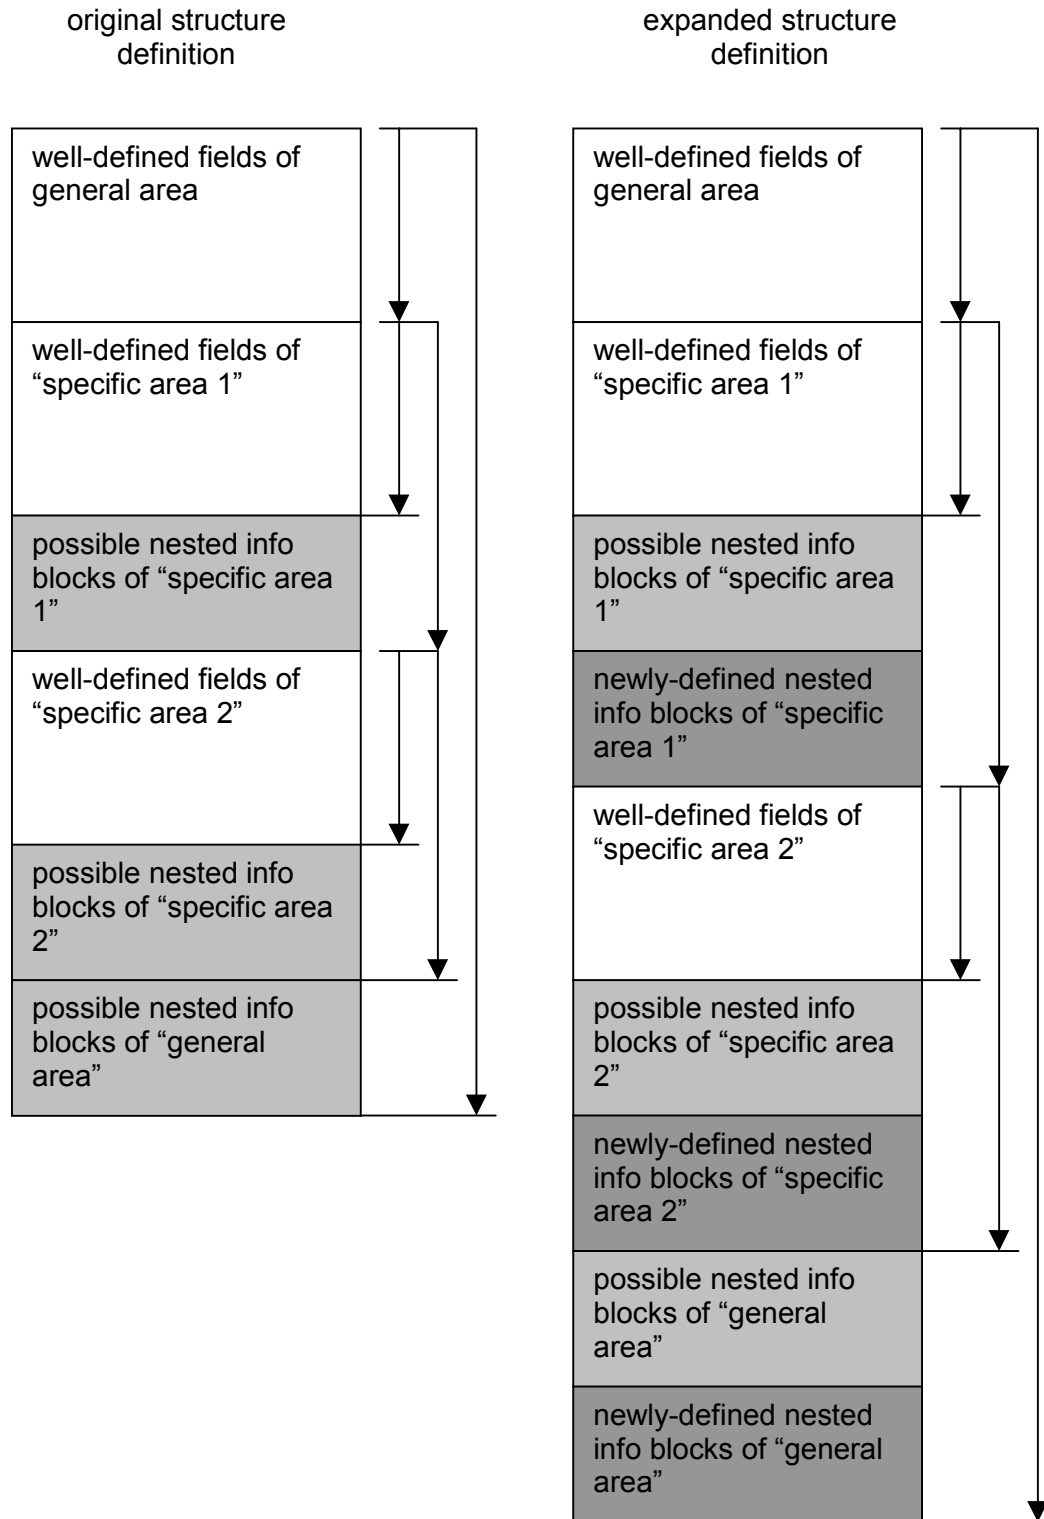 original structure
definition
well-defined fields of
general area
well-defined fields of
“specific area 1”
possible nested info
blocks of “specific area
1”
well-defined fields of
“specific area 2”
possible nested info
blocks of “specific area
2”
possible nested info
blocks of “general
area”
expanded structure
definition
well-defined fields of
general area
well-defined fields of
“specific area 1”
possible nested info
blocks of “specific area
1”
newly-defined nested
info blocks of “specific
area 1”
well-defined fields of
“specific area 2”
possible nested info
blocks of “specific area
2”
newly-defined nested
info blocks of “specific
area 2”
possible nested info
blocks of “general
area”
newly-defined nested
info blocks of “general
area”